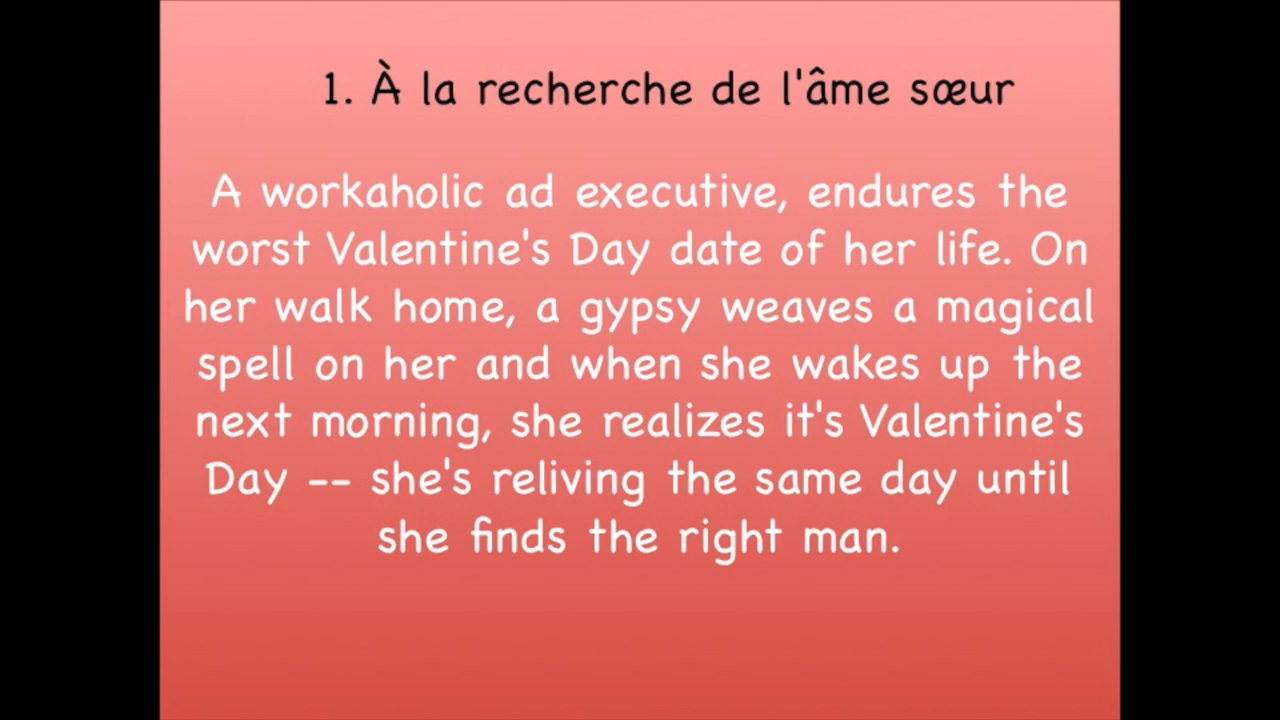 1. À la recherche de l'âme sœur
A workaholic ad executive, endures the
worst Valentine's Day date of her life. On
her walk home, a gypsy weaves a magical
spell on her and when she wakes up the
next morning, she realizes it's Valentine's
Day -- she's reliving the same day until
she finds the right man.